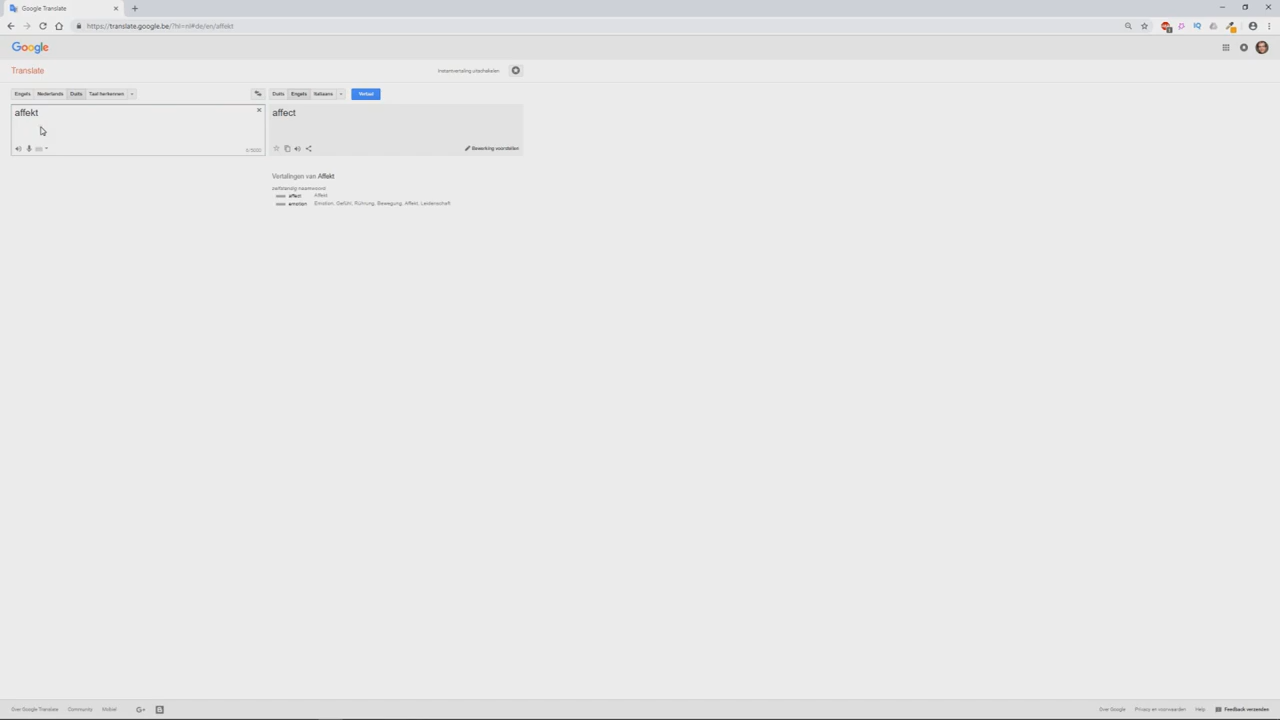 Google Translate
https://translate.google.be/?hl=nl#de/en/affekt
Google
Translate
Instantvertaling uitschakelen
Engels Nederlands Duits Taal herkennen
Duits Engels Italiaans Vertaal
affekt
affect
6/5000
Bewerking voorstellen
Vertalingen van Affekt
zelfstandig naamwoord
affect Affekt
emotion Emotion, Gefühl, Rührung, Bewegung, Affekt, Leidenschaft
Over Google Translate Community Mobiel G+
Over Google Privacy en voorwaarden Help Feedback verzenden